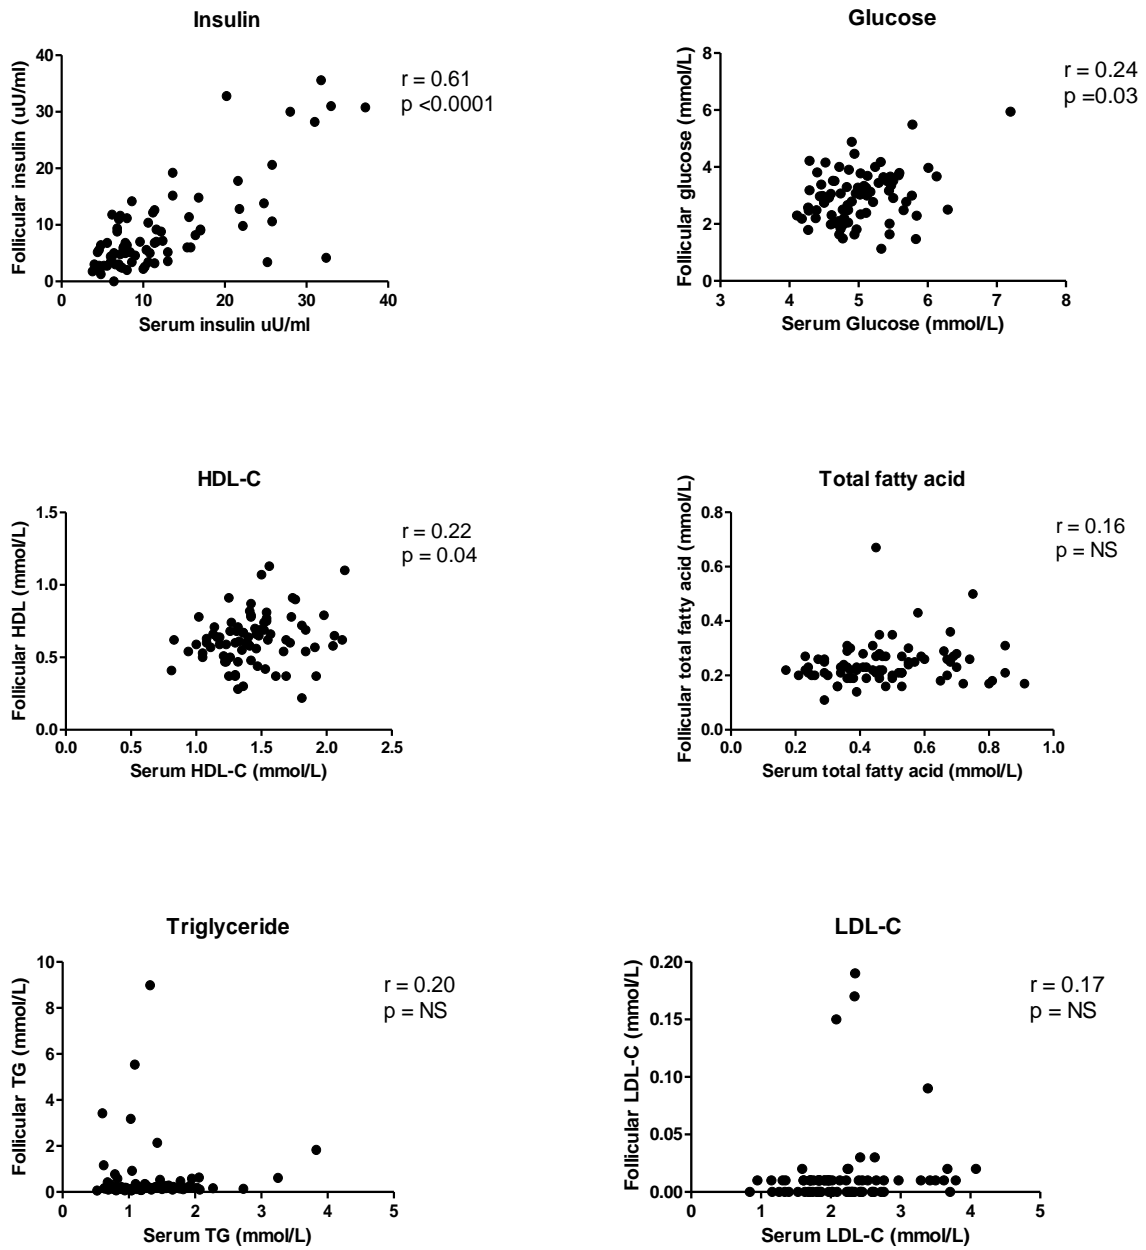 Insulin
40
30
20
10
0
0 10 20 30 40
Follicular insulin (uU/ml)
Serum insulin uU/ml
r = 0.61
p <0.0001
Glucose
8
6
4
2
0
3 4 5 6 7 8
Follicular glucose (mmol/L)
Serum Glucose (mmol/L)
r = 0.24
p =0.03
HDL-C
1.5
1.0
0.5
0.0
0.0 0.5 1.0 1.5 2.0 2.5
Follicular HDL (mmol/L)
Serum HDL-C (mmol/L)
r = 0.22
p = 0.04
Total fatty acid
0.8
0.6
0.4
0.2
0.0
0.0 0.2 0.4 0.6 0.8 1.0
Follicular total fatty acid (mmol/L)
Serum total fatty acid (mmol/L)
r = 0.16
p = NS
Triglyceride
10
8
6
4
2
0
0 1 2 3 4 5
Follicular TG (mmol/L)
Serum TG (mmol/L)
r = 0.20
p = NS
LDL-C
0.20
0.15
0.10
0.05
0.00
0 1 2 3 4 5
Follicular LDL-C (mmol/L)
Serum LDL-C (mmol/L)
r = 0.17
p = NS